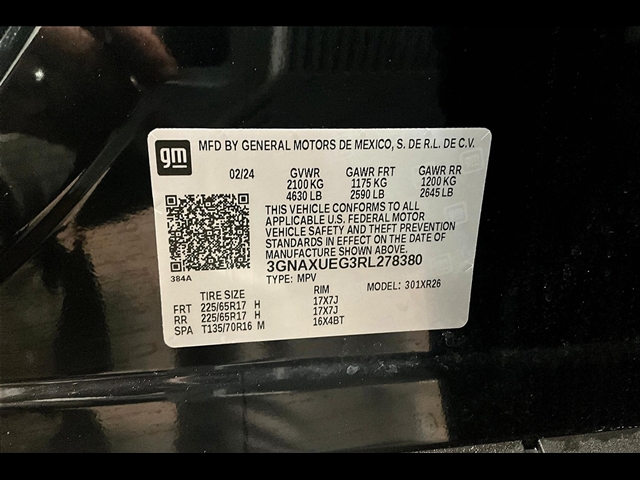 gm
MFD BY GENERAL MOTORS DE MEXICO, S. DE R.L. DE C.V.
02/24 GVWR GAWR FRT GAWR RR
2100 KG 1175 KG 1200 KG
4630 LB 2590 LB 2645 LB
THIS VEHICLE CONFORMS TO ALL
APPLICABLE U.S. FEDERAL MOTOR
VEHICLE SAFETY AND THEFT PREVENTION
STANDARDS IN EFFECT ON THE DATE OF
MANUFACTURE SHOWN ABOVE.
3GNAXUEG3RL278380
384A
TYPE: MPV MODEL: 301XR26
TIRE SIZE RIM
FRT 225/65R17 H 17X7J
RR 225/65R17 H 17X7J
SPA T135/70R16 M 16X4BT